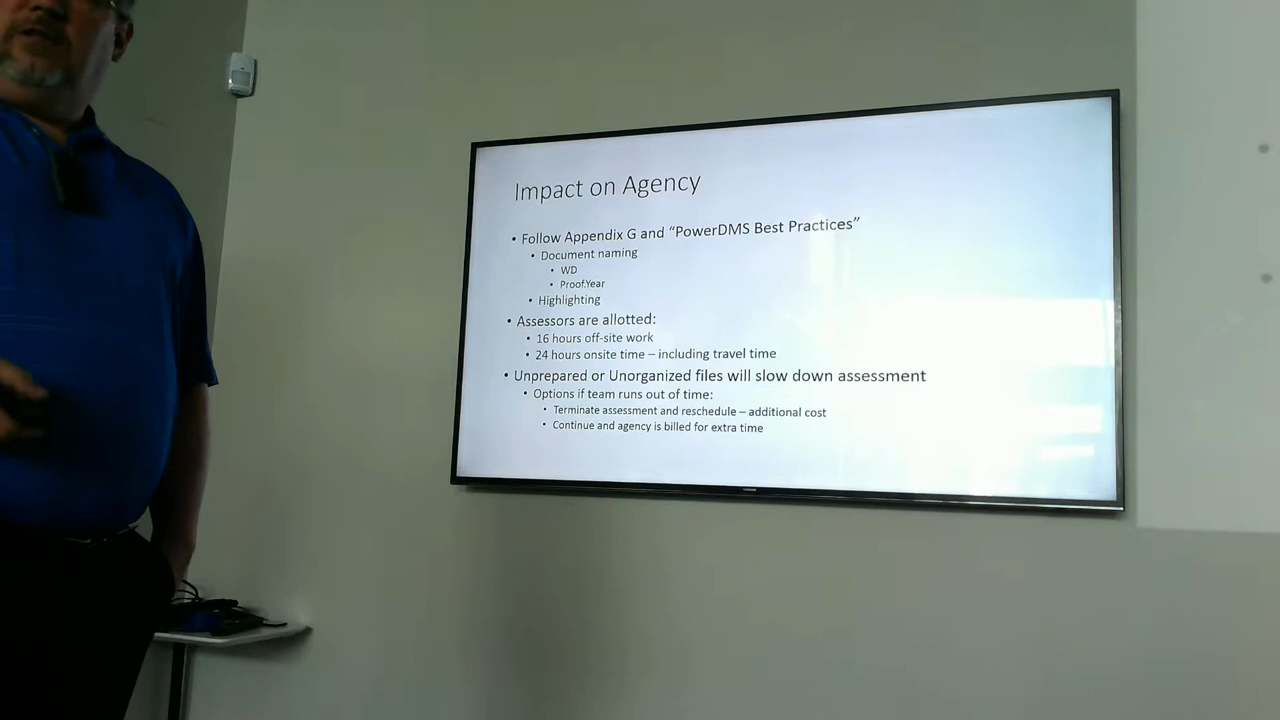 Impact on Agency
• Follow Appendix G and “PowerDMS Best Practices”
• Document naming
• WD
• Proof.Year
• Highlighting
• Assessors are allotted:
• 16 hours off-site work
• 24 hours onsite time – including travel time
• Unprepared or Unorganized files will slow down assessment
• Options if team runs out of time:
• Terminate assessment and reschedule – additional cost
• Continue and agency is billed for extra time